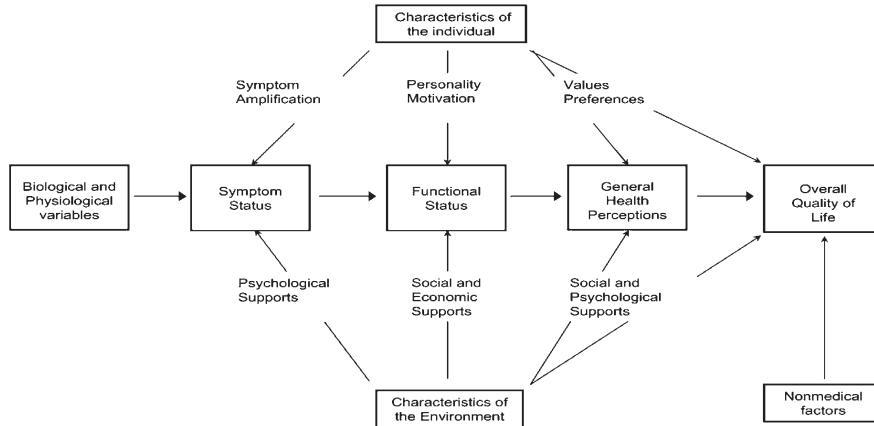 Characteristics of
the individual
Symptom
Amplification
Personality
Motivation
Values
Preferences
Biological and
Physiological
variables
Symptom
Status
Functional
Status
General
Health
Perceptions
Overall
Quality of
Life
Psychological
Supports
Social and
Economic
Supports
Social and
Psychological
Supports
Characteristics of
the Environment
Nonmedical
factors